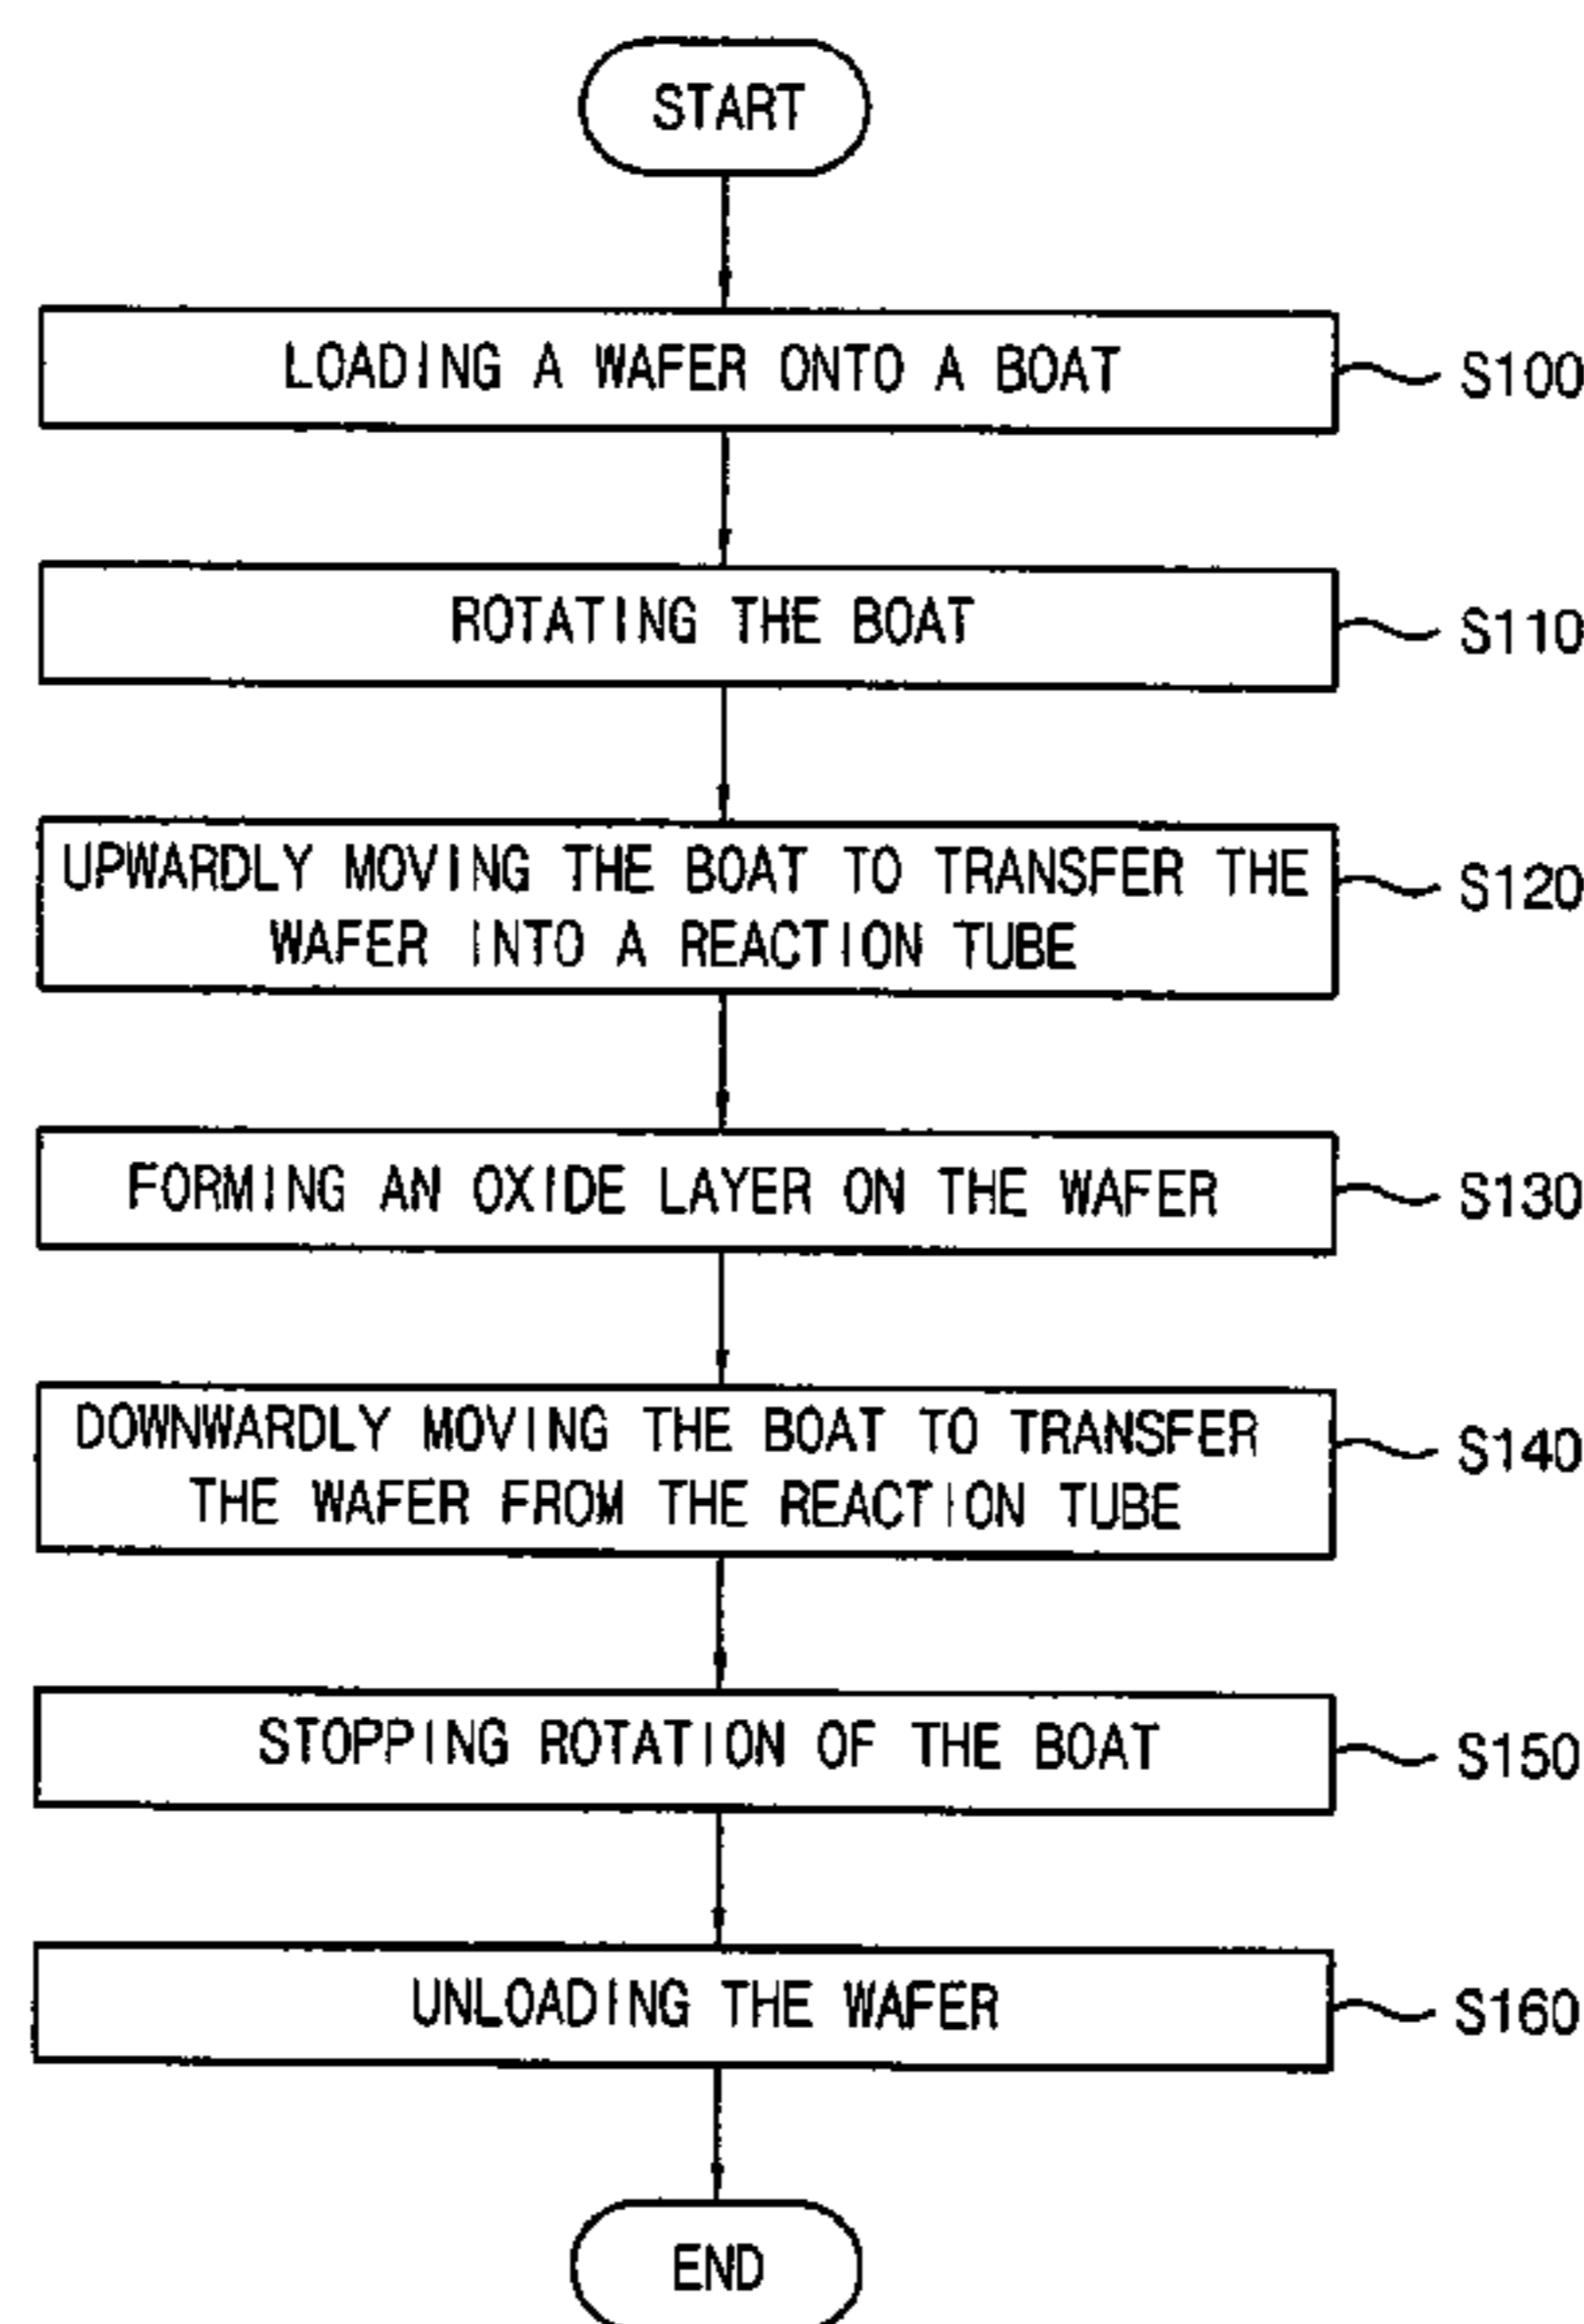 START
LOADING A WAFER ONTO A BOAT
S100
ROTATING THE BOAT
S110
UPWARDLY MOVING THE BOAT TO TRANSFER THE
WAFER INTO A REACTION TUBE
S120
FORMING AN OXIDE LAYER ON THE WAFER
S130
DOWNWARDLY MOVING THE BOAT TO TRANSFER
THE WAFER FROM THE REACTION TUBE
S140
STOPPING ROTATION OF THE BOAT
S150
UNLOADING THE WAFER
S160
END